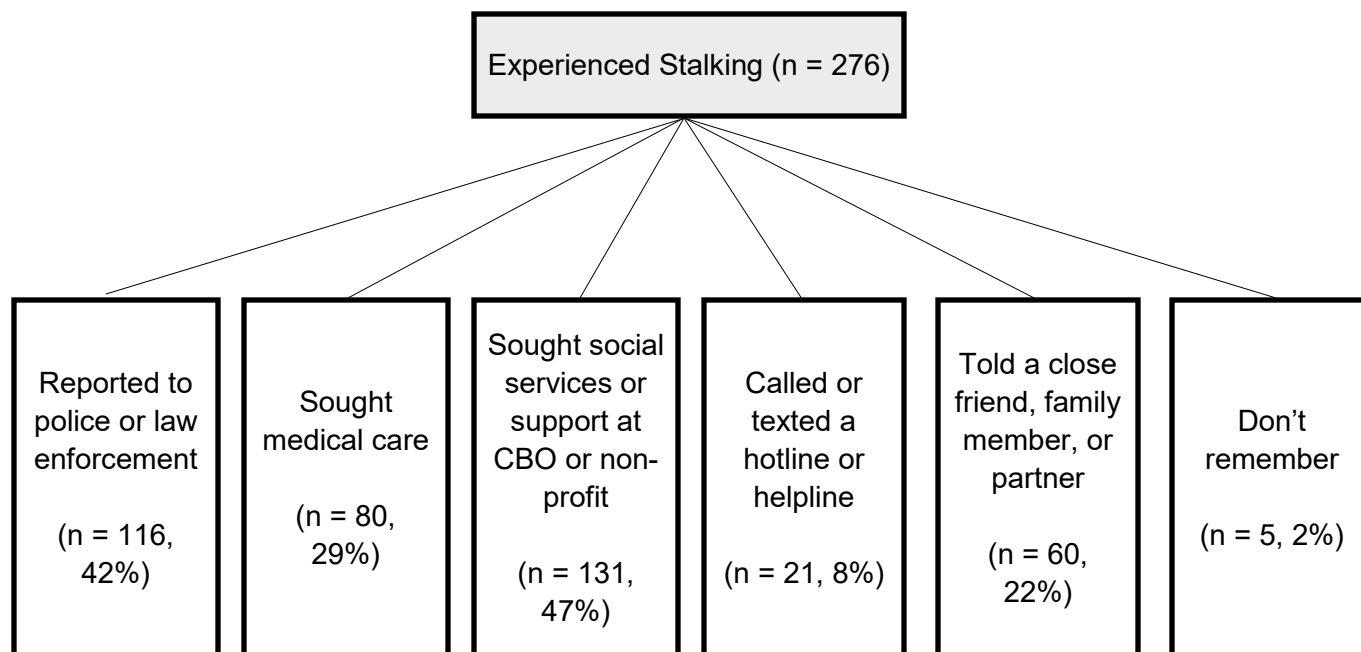 Experienced Stalking (n = 276)
Reported to
police or law
enforcement
(n = 116,
42%)
Sought
medical care
(n = 80,
29%)
Sought social
services or
support at
CBO or non-
profit
(n = 131,
47%)
Called or
texted a
hotline or
helpline
(n = 21, 8%)
Told a close
friend, family
member, or
partner
(n = 60,
22%)
Don’t
remember
(n = 5, 2%)